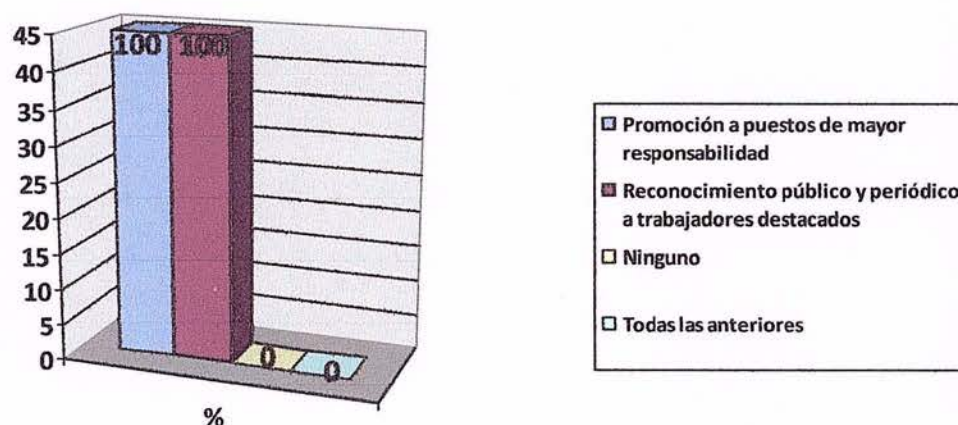 45
40
35
30
25
20
15
10
5
0
100
100
0
0
%
Promoción a puestos de mayor
responsabilidad
Reconocimiento público y periódico
a trabajadores destacados
Ninguno
Todas las anteriores